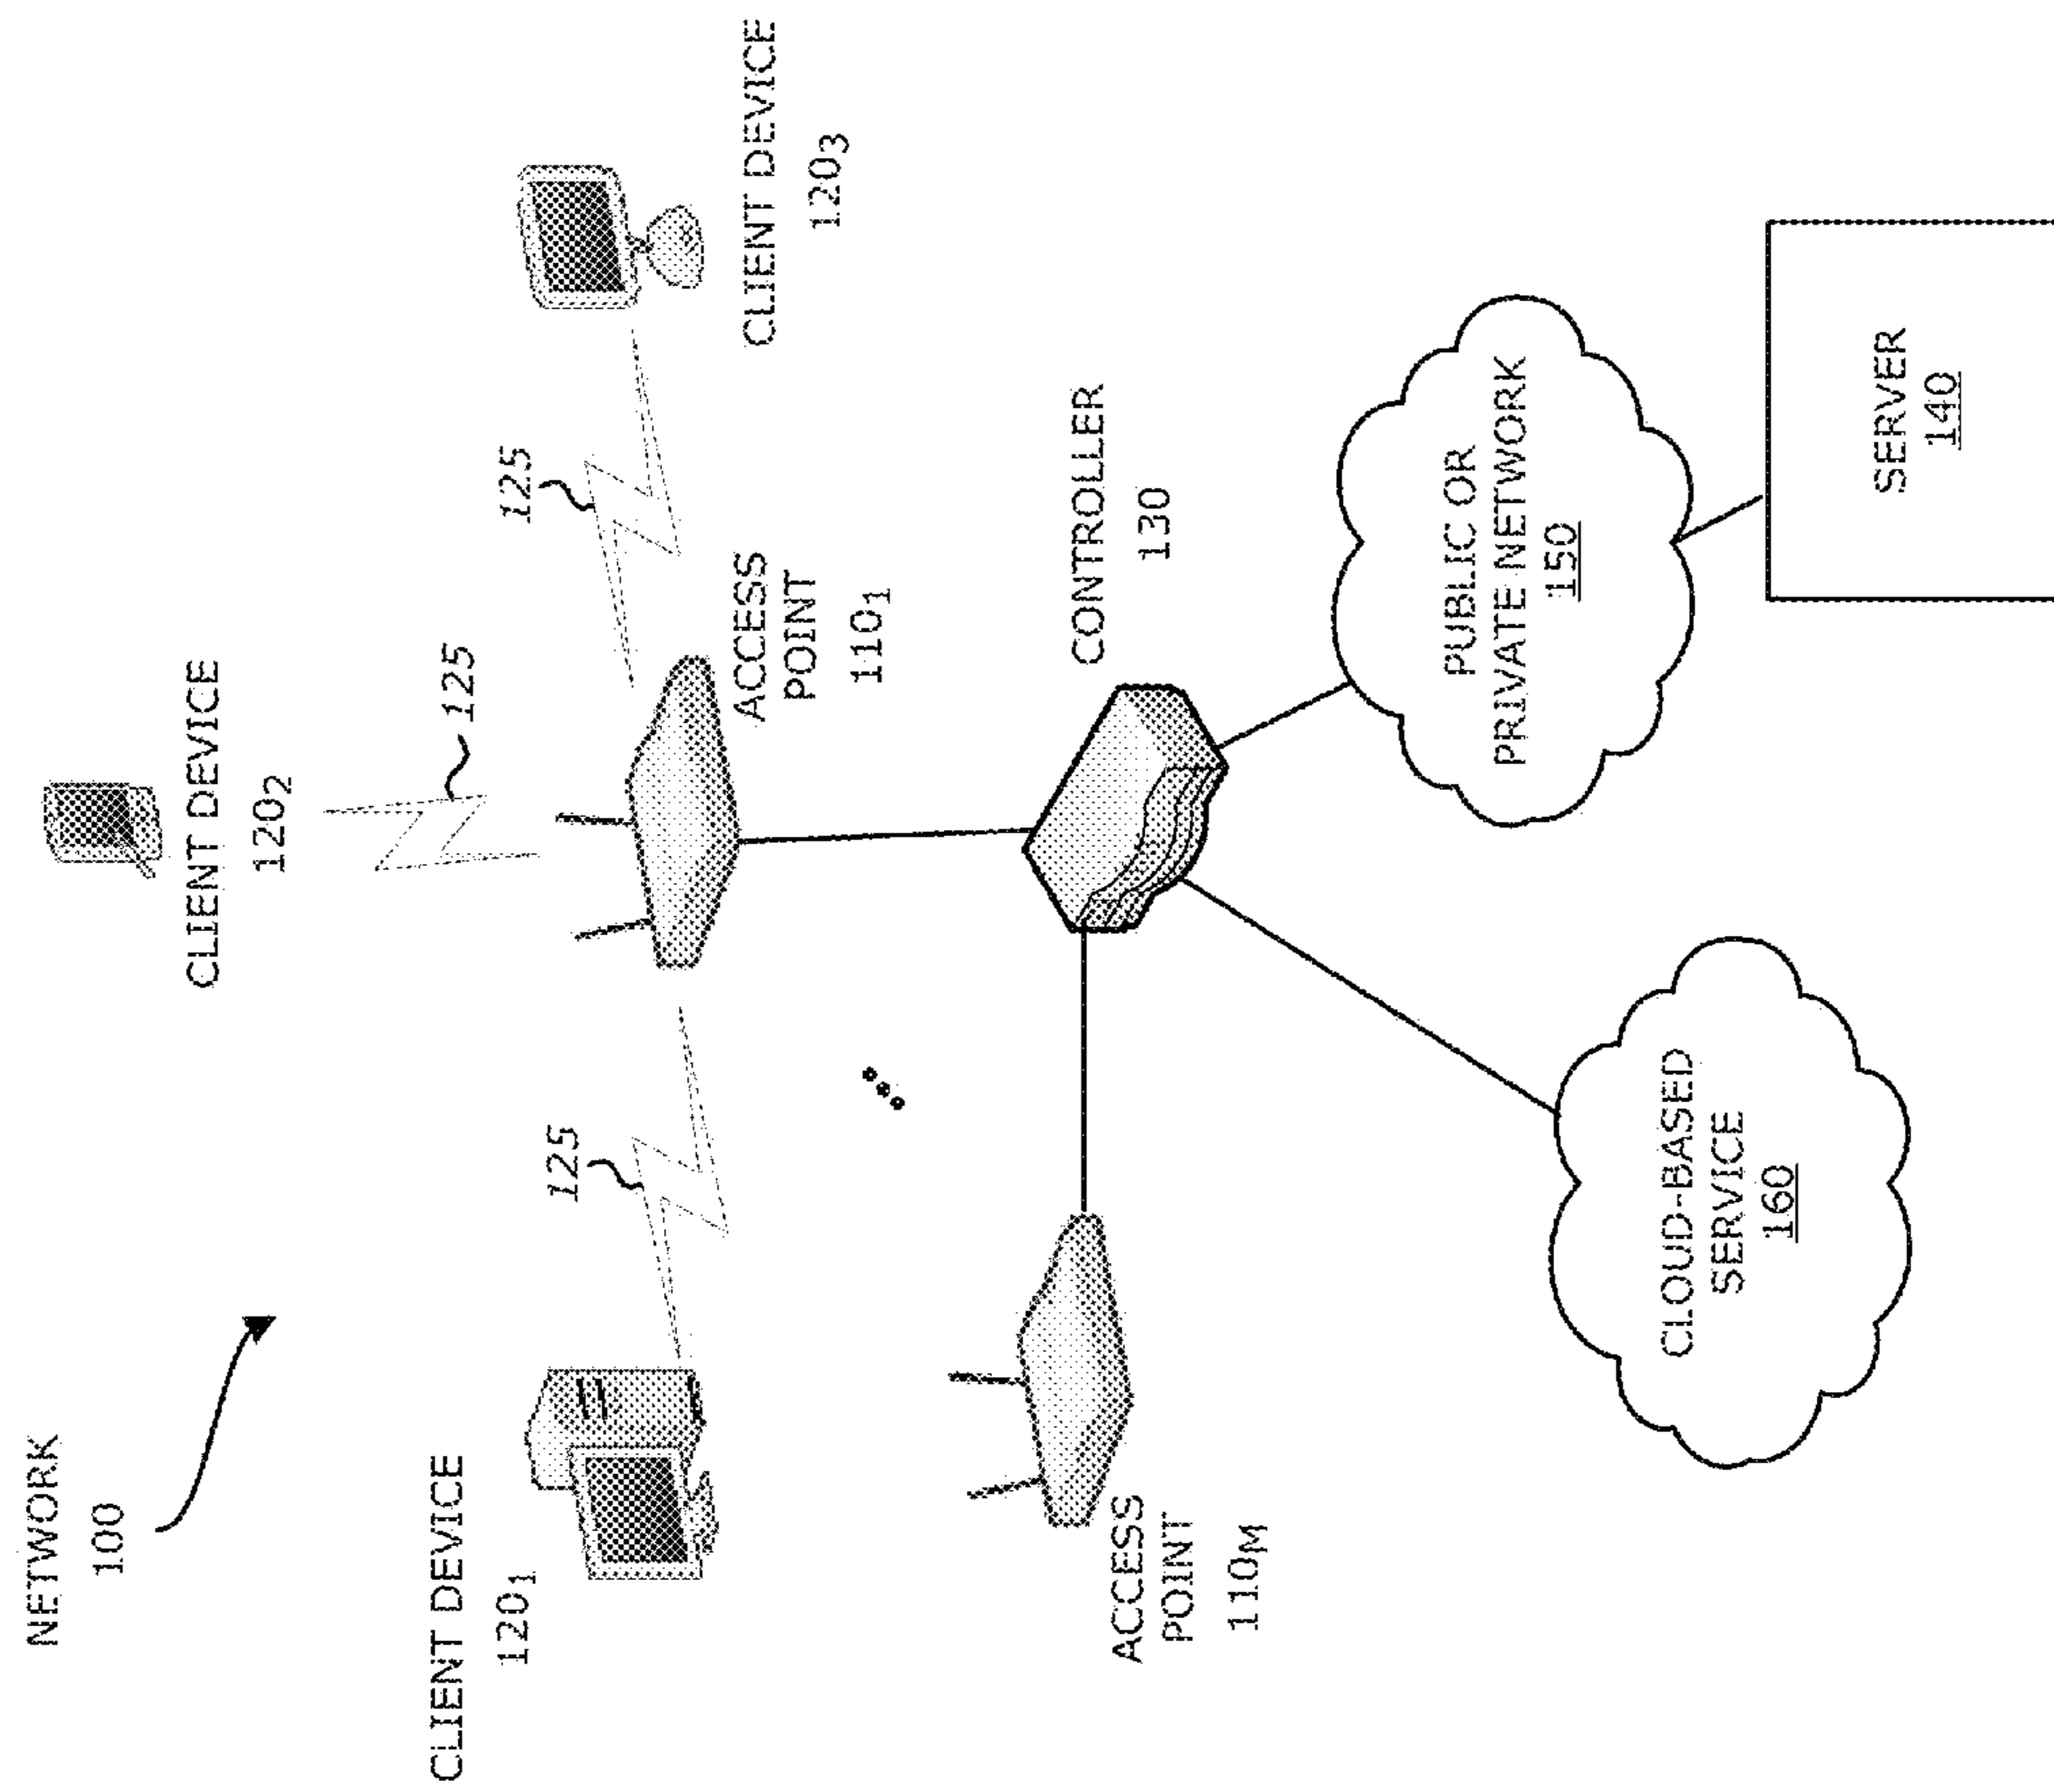 NETWORK
100
CLIENT DEVICE
120₂
CLIENT DEVICE
120₁
125
125
125
CLIENT DEVICE
120₃
ACCESS
POINT
110₁
ACCESS
POINT
110M
CONTROLLER
130
PUBLIC OR
PRIVATE NETWORK
150
CLOUD-BASED
SERVICE
160
SERVER
140